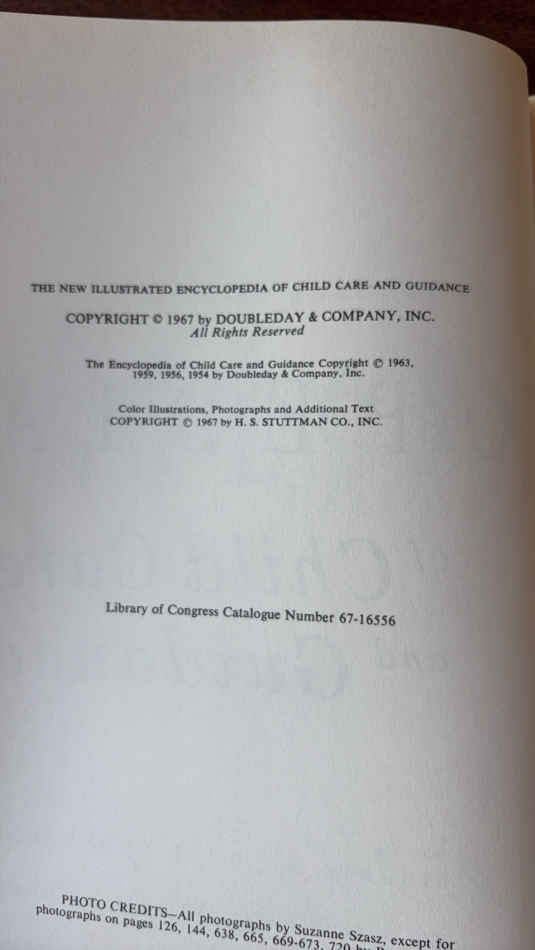 THE NEW ILLUSTRATED ENCYCLOPEDIA OF CHILD CARE AND GUIDANCE
COPYRIGHT © 1967 by DOUBLEDAY & COMPANY, INC.
All Rights Reserved
The Encyclopedia of Child Care and Guidance Copyright © 1963,
1959, 1956, 1954 by Doubleday & Company, Inc.
Color Illustrations, Photographs and Additional Text
COPYRIGHT © 1967 by H. S. STUTTMAN CO., INC.
Library of Congress Catalogue Number 67-16556
PHOTO CREDITS—All photographs by Suzanne Szasz, except for
photographs on pages 126, 144, 638, 665, 669-673, 720 by